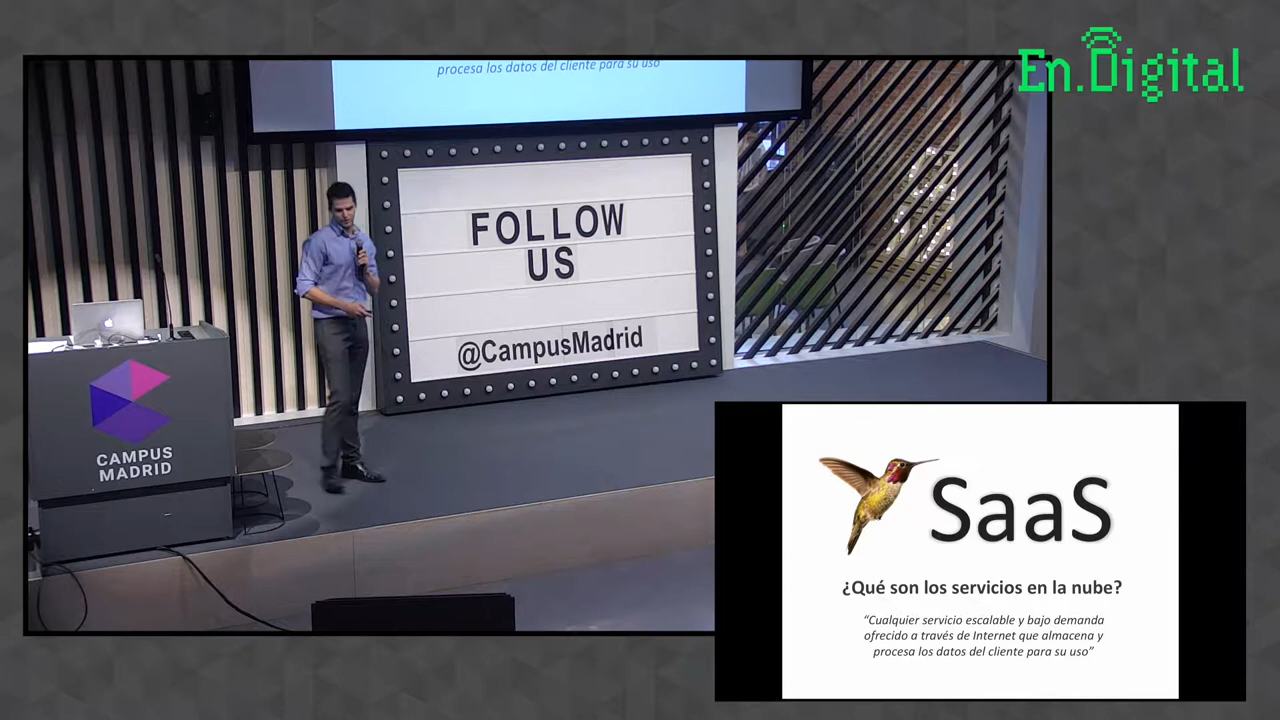 En.Digital
procesa los datos del cliente para su uso
FOLLOW
US
@CampusMadrid
CAMPUS
MADRID
SaaS
¿Qué son los servicios en la nube?
“Cualquier servicio escalable y bajo demanda
ofrecido a través de Internet que almacena y
procesa los datos del cliente para su uso”